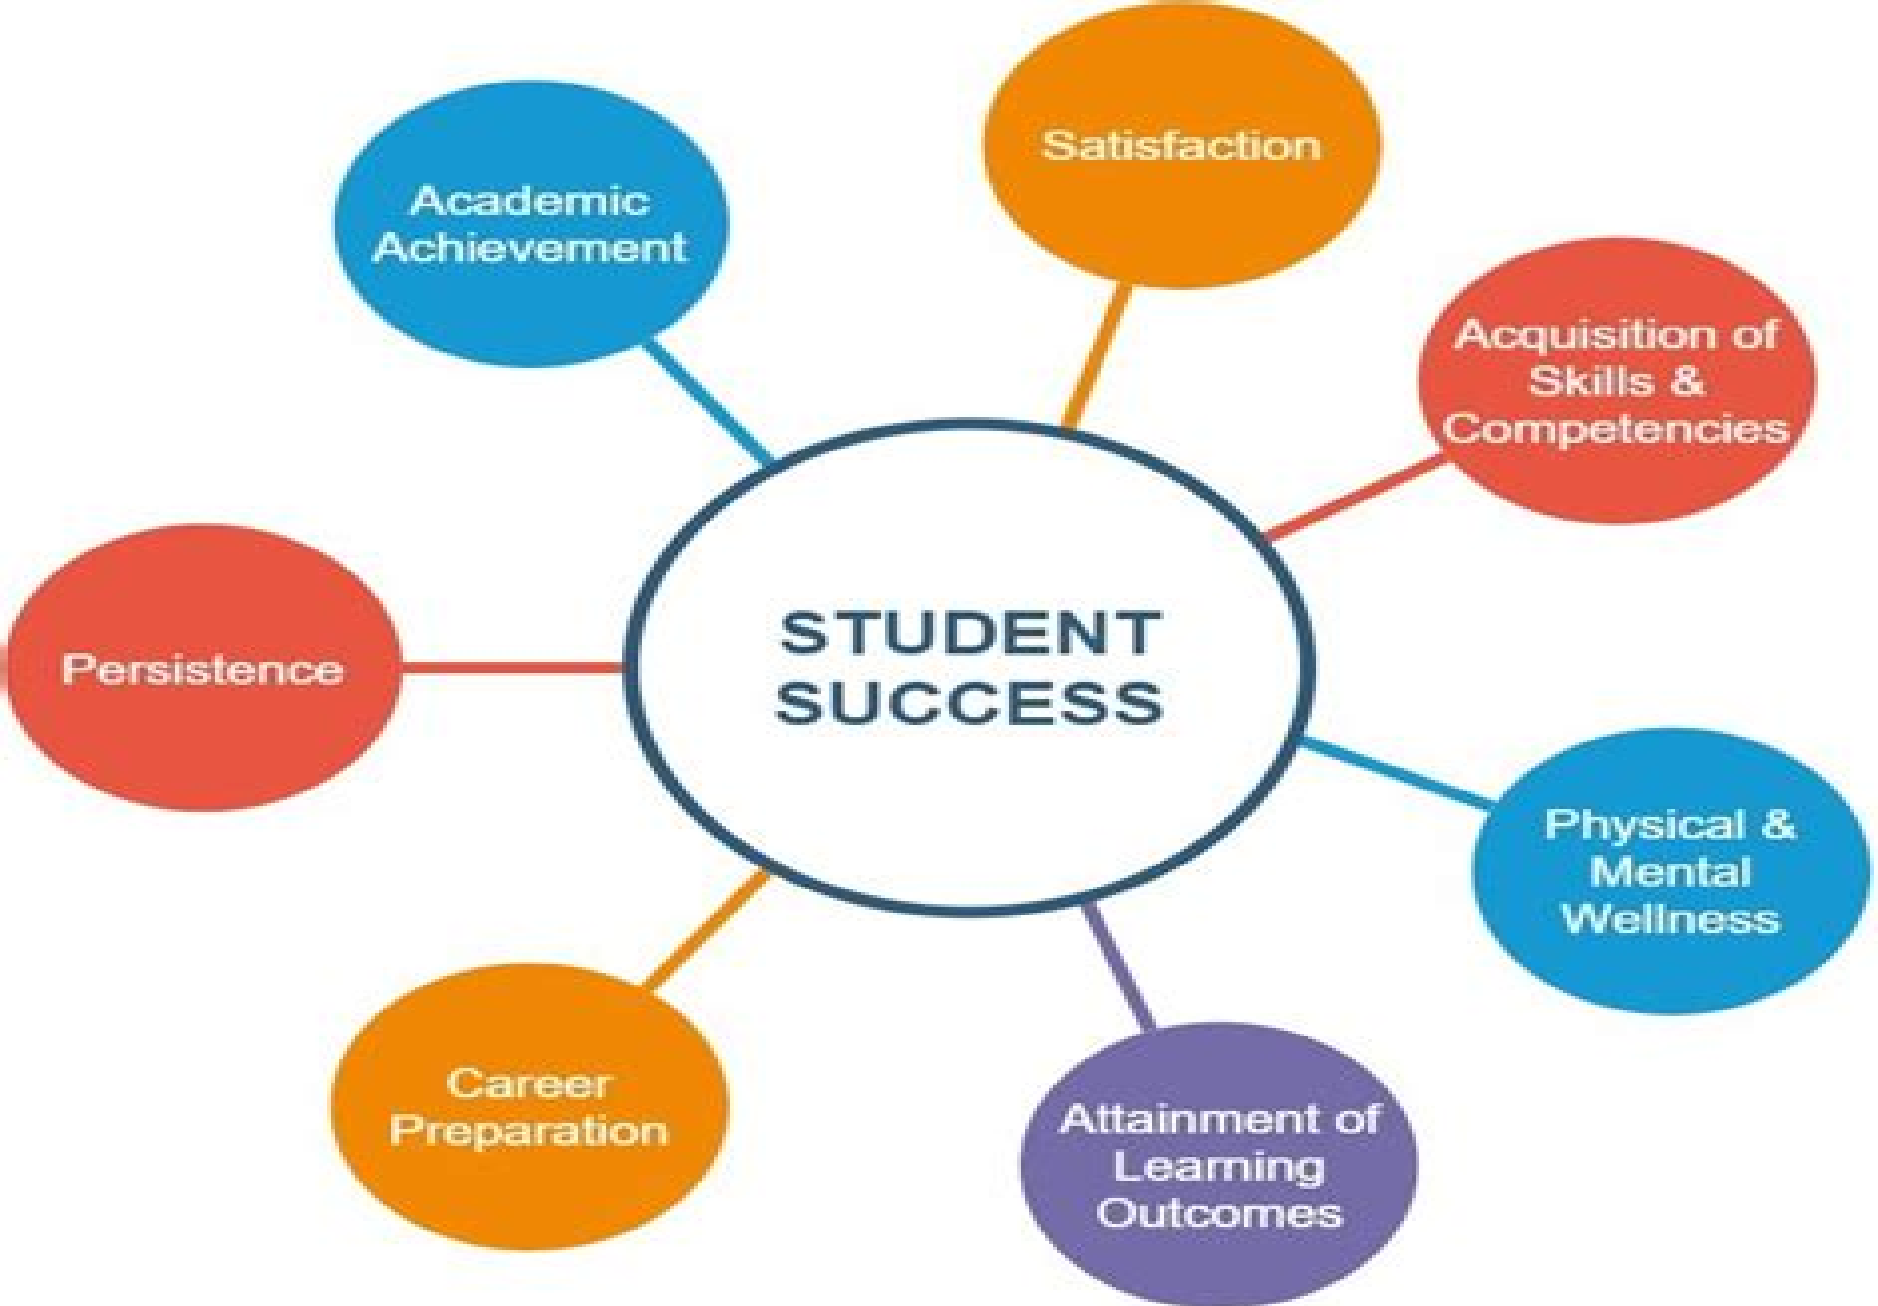 Satisfaction
Academic
Achievement
Acquisition of
Skills &
Competencies
STUDENT
SUCCESS
Persistence
Physical &
Mental
Wellness
Career
Preparation
Attainment of
Learning
Outcomes